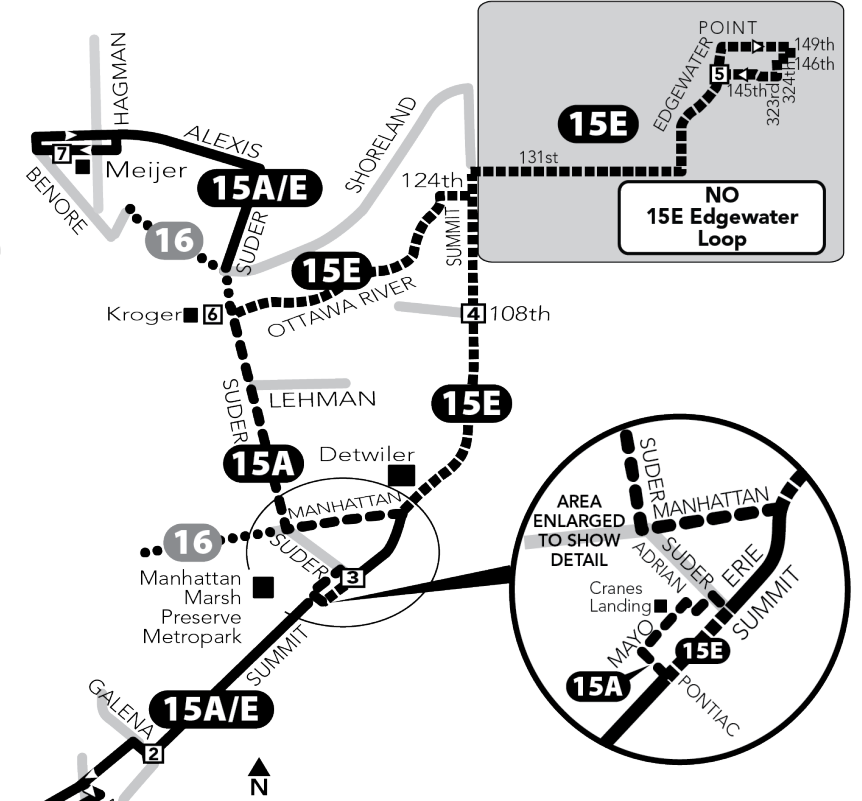 POINT
149th
146th
145th
323rd
324th
5
EDGEWATER
15E
131st
NO
15E Edgewater
Loop
HAGMAN
ALEXIS
7
Meijer
BENORE
15A/E
SHORELAND
124th
SUMMIT
SUDER
16
15E
OTTAWA RIVER
Kroger
6
4
108th
SUDER
LEHMAN
15E
15A
Detwiler
MANHATTAN
16
SUDER
3
Manhattan
Marsh
Preserve
Metropark
SUMMIT
GALENA
15A/E
2
N
SUDER
MANHATTAN
AREA
ENLARGED
TO SHOW
DETAIL
ADRIAN
SUDER
ERIE
SUMMIT
Cranes
Landing
MAYO
15E
15A
PONTIAC